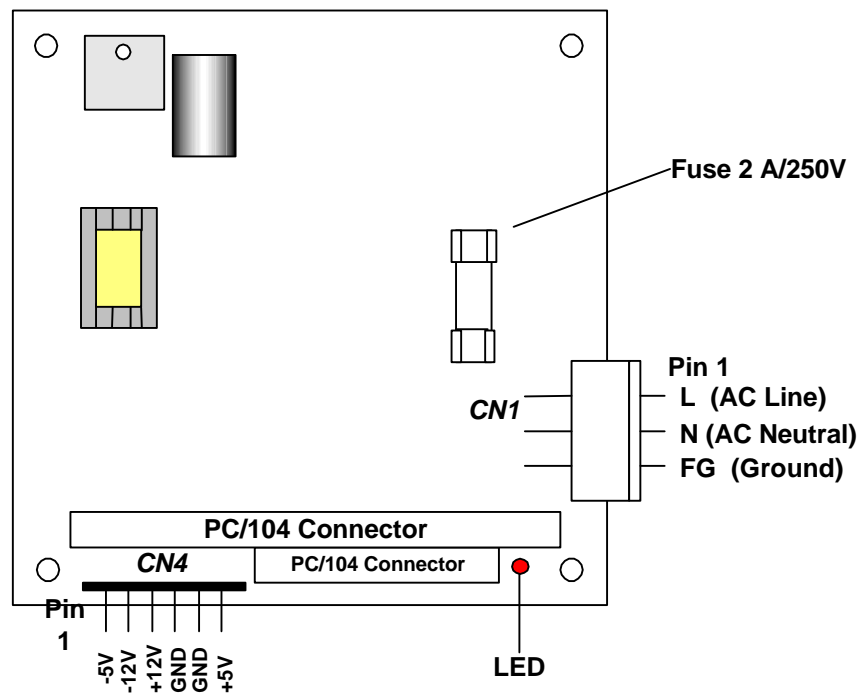 Fuse 2 A/250V
Pin 1
CN1
L (AC Line)
N (AC Neutral)
FG (Ground)
PC/104 Connector
CN4
PC/104 Connector
Pin
1
-5V
-12V
+12V
GND
GND
+5V
LED